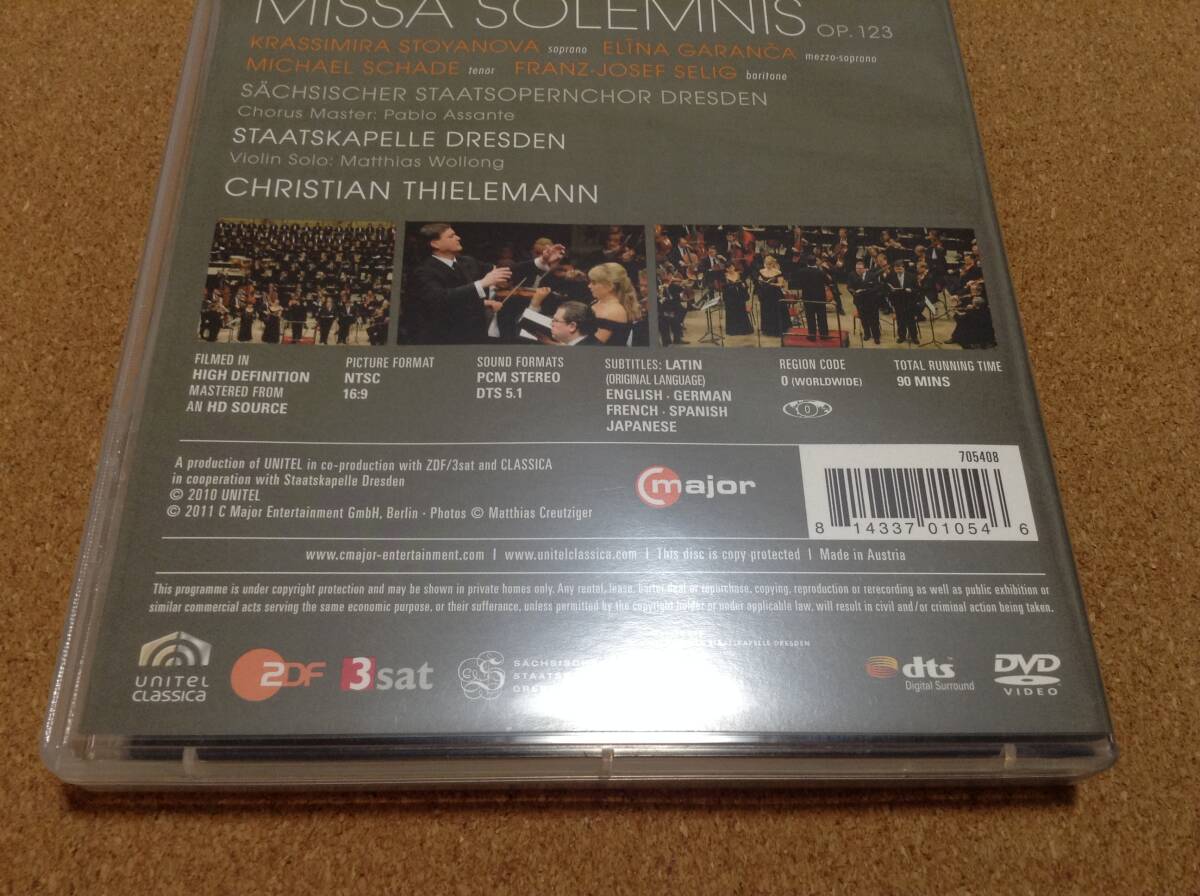 MISSA SOLEMNIS OP. 123
KRASSIMIRA STOYANOVA soprano ELĪNA GARANČA mezzo-soprano
MICHAEL SCHADE tenor FRANZ-JOSEF SELIG baritone
SÄCHSISCHER STAATSOPERNCHOR DRESDEN
Chorus Master: Pablo Assante
STAATSKAPELLE DRESDEN
Violin Solo: Matthias Wollong
CHRISTIAN THIELEMANN
FILMED IN
HIGH DEFINITION
MASTERED FROM
AN HD SOURCE
PICTURE FORMAT
NTSC
16:9
SOUND FORMATS
PCM STEREO
DTS 5.1
SUBTITLES: LATIN
(ORIGINAL LANGUAGE)
ENGLISH · GERMAN
FRENCH · SPANISH
JAPANESE
REGION CODE
0 (WORLDWIDE)
0
TOTAL RUNNING TIME
90 MINS
A production of UNITEL in co-production with ZDF/3sat and CLASSICA
in cooperation with Staatskapelle Dresden
© 2010 UNITEL
© 2011 C Major Entertainment GmbH, Berlin · Photos © Matthias Creutziger
C major
705408
8 14337 01054 6
www.cmajor-entertainment.com | www.unitelclassica.com | This disc is copy protected | Made in Austria
This programme is under copyright protection and may be shown in private homes only. Any rental, lease, barter deal or repurchase, copying, reproduction or rerecording as well as public exhibition or
similar commercial acts serving the same economic purpose, or their sufferance, unless permitted by the copyright holder or under applicable law, will result in civil and/or criminal action being taken.
UNITEL
CLASSICA
ZDF
3sat
SÄCHSISCHE
STAATSKAPELLE DRESDEN
dts
Digital Surround
DVD
VIDEO